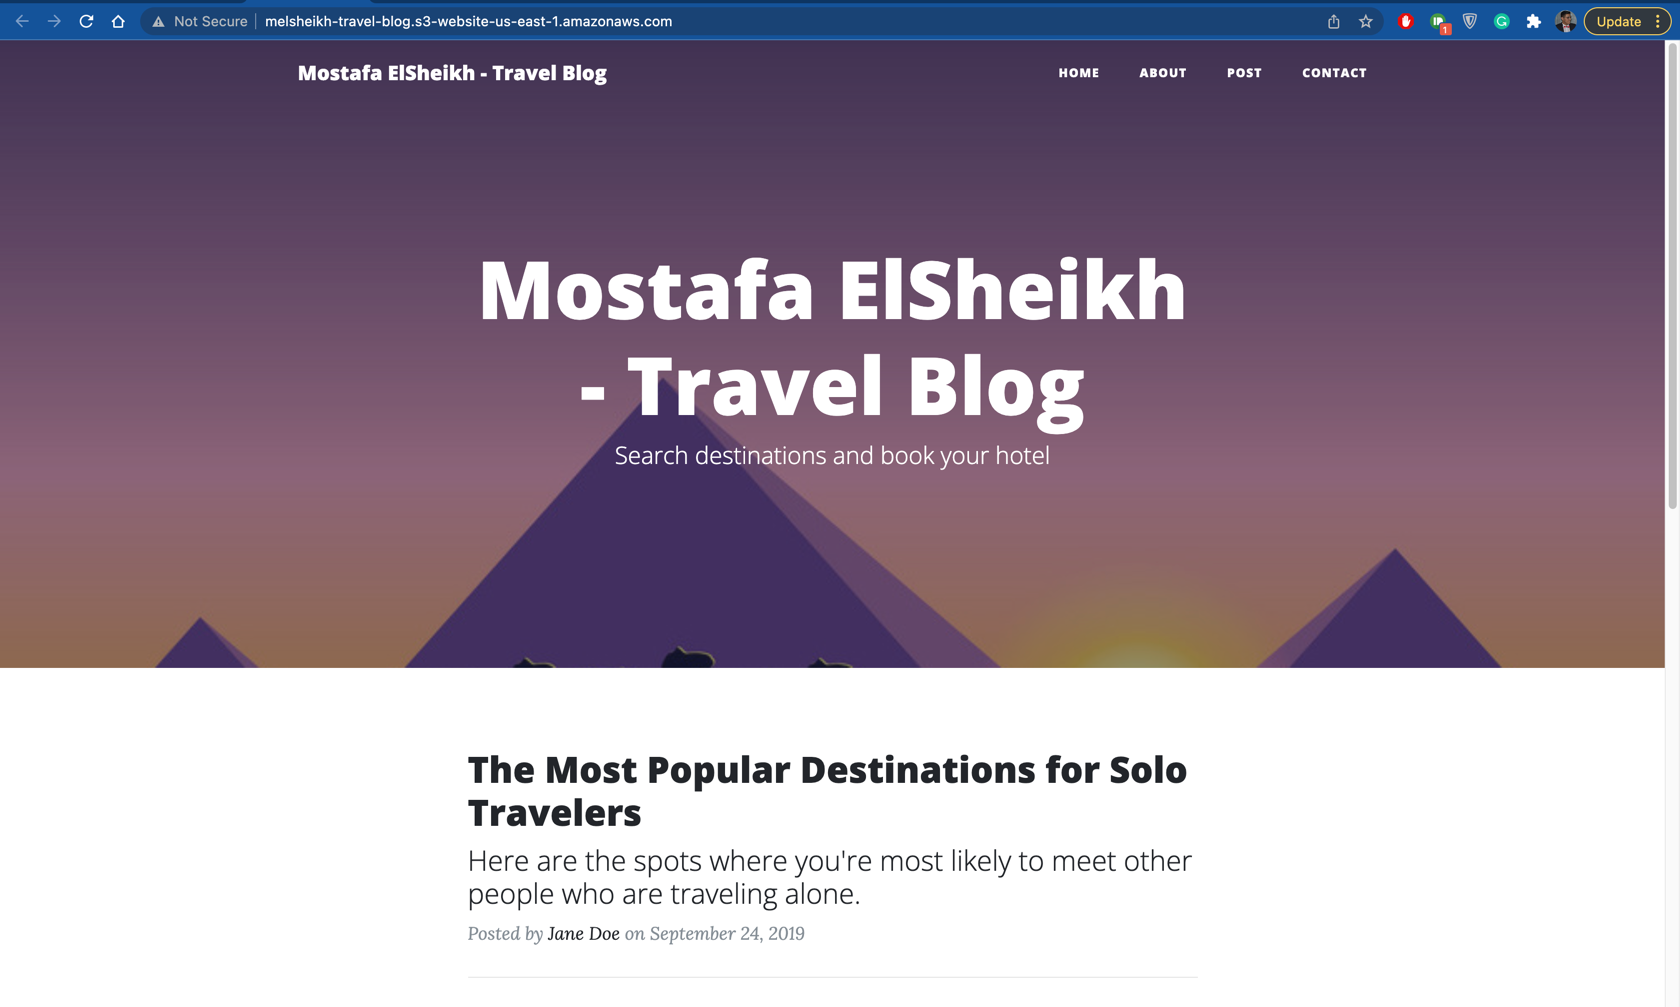 Not Secure melsheikh-travel-blog.s3-website-us-east-1.amazonaws.com 1 Update
Mostafa ElSheikh - Travel Blog HOME ABOUT POST CONTACT
Mostafa ElSheikh
- Travel Blog
Search destinations and book your hotel
The Most Popular Destinations for Solo
Travelers
Here are the spots where you're most likely to meet other
people who are traveling alone.
Posted by Jane Doe on September 24, 2019